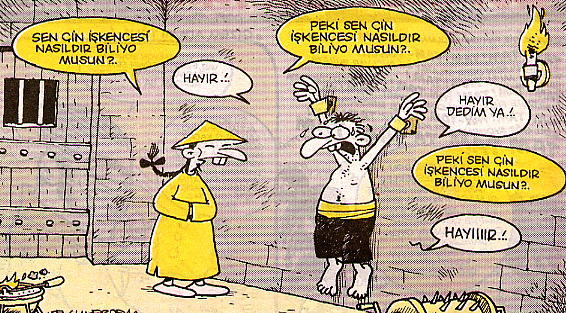 SEN ÇİN İŞKENCESİ
NASILDIR BİLİYO
MUSUN?.
HAYIR.!.
PEKİ SEN ÇİN
İŞKENCESİ NASILDIR
BİLİYO MUSUN?.
HAYIR
DEDİM YA.!.
PEKİ SEN ÇİN
İŞKENCESİ NASILDIR
BİLİYO MUSUN?.
HAYIIIIR.!.